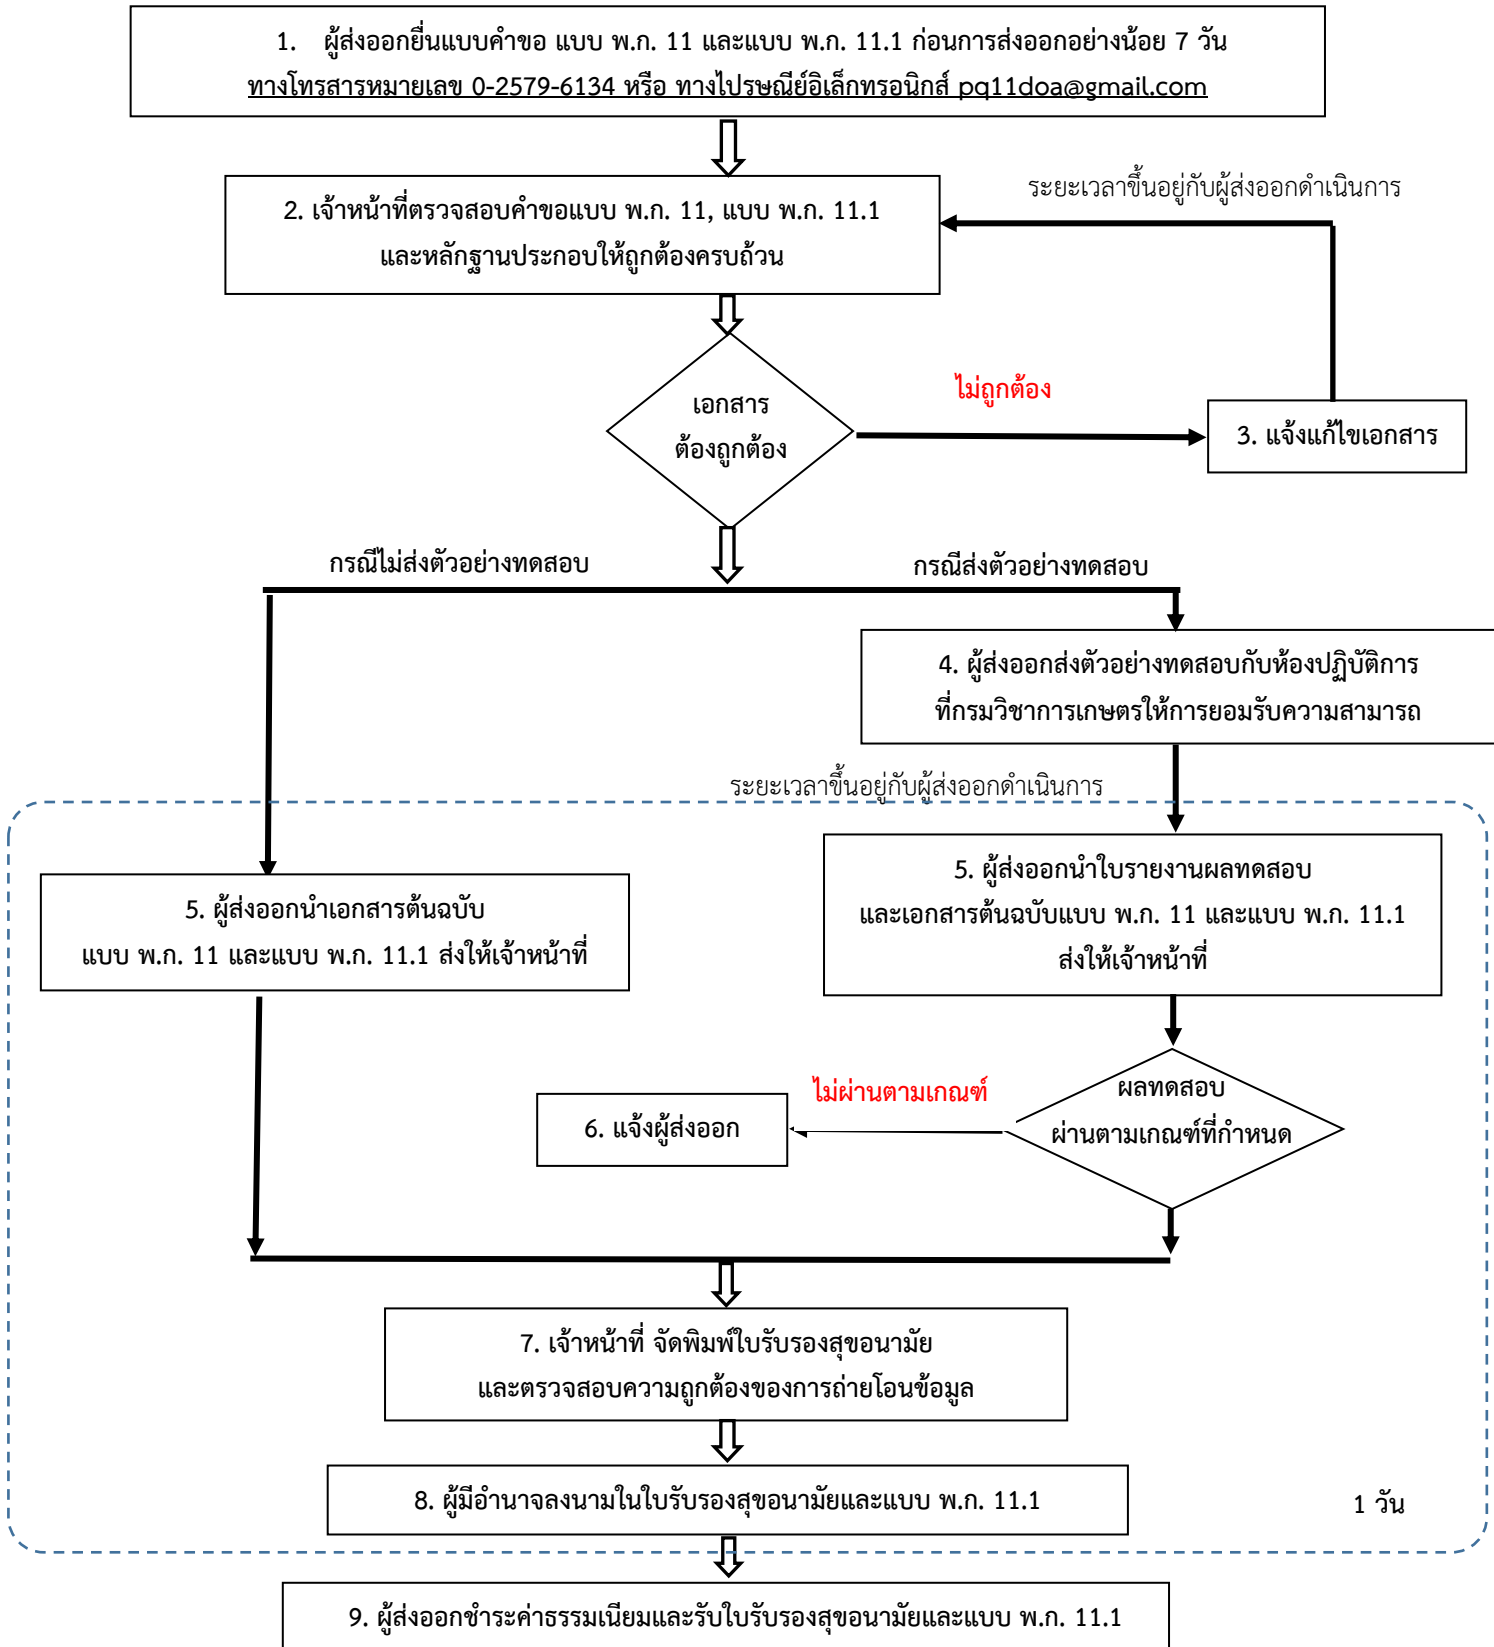 1. ผู้ส่งออกยื่นแบบคำขอ แบบ พ.ก. 11 และแบบ พ.ก. 11.1 ก่อนการส่งออกอย่างน้อย 7 วัน
ทางโทรสารหมายเลข 0-2579-6134 หรือ ทางไปรษณีย์อิเล็กทรอนิกส์ pq11doa@gmail.com
ระยะเวลาขึ้นอยู่กับผู้ส่งออกดำเนินการ
2. เจ้าหน้าที่ตรวจสอบคำขอแบบ พ.ก. 11, แบบ พ.ก. 11.1
และหลักฐานประกอบให้ถูกต้องครบถ้วน
เอกสาร
ต้องถูกต้อง
ไม่ถูกต้อง
3. แจ้งแก้ไขเอกสาร
กรณีไม่ส่งตัวอย่างทดสอบ
กรณีส่งตัวอย่างทดสอบ
4. ผู้ส่งออกส่งตัวอย่างทดสอบกับห้องปฏิบัติการ
ที่กรมวิชาการเกษตรให้การยอมรับความสามารถ
ระยะเวลาขึ้นอยู่กับผู้ส่งออกดำเนินการ
5. ผู้ส่งออกนำเอกสารต้นฉบับ
แบบ พ.ก. 11 และแบบ พ.ก. 11.1 ส่งให้เจ้าหน้าที่
5. ผู้ส่งออกนำใบรายงานผลทดสอบ
และเอกสารต้นฉบับแบบ พ.ก. 11 และแบบ พ.ก. 11.1
ส่งให้เจ้าหน้าที่
ผลทดสอบ
ผ่านตามเกณฑ์ที่กำหนด
ไม่ผ่านตามเกณฑ์
6. แจ้งผู้ส่งออก
7. เจ้าหน้าที่ จัดพิมพ์ใบรับรองสุขอนามัย
และตรวจสอบความถูกต้องของการถ่ายโอนข้อมูล
8. ผู้มีอำนาจลงนามในใบรับรองสุขอนามัยและแบบ พ.ก. 11.1
1 วัน
9. ผู้ส่งออกชำระค่าธรรมเนียมและรับใบรับรองสุขอนามัยและแบบ พ.ก. 11.1